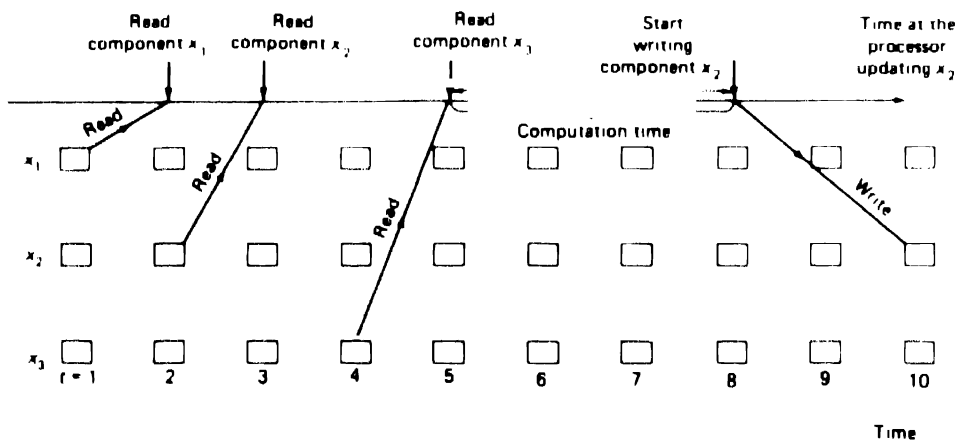 Read
component x₁
Read
component x₂
Read
component x₃
Start
writing
component x₂
Time at the
processor
updating x₂
Read
Read
Read
Computation time
Write
x₁
x₂
x₃
t = 1 2 3 4 5 6 7 8 9 10
Time